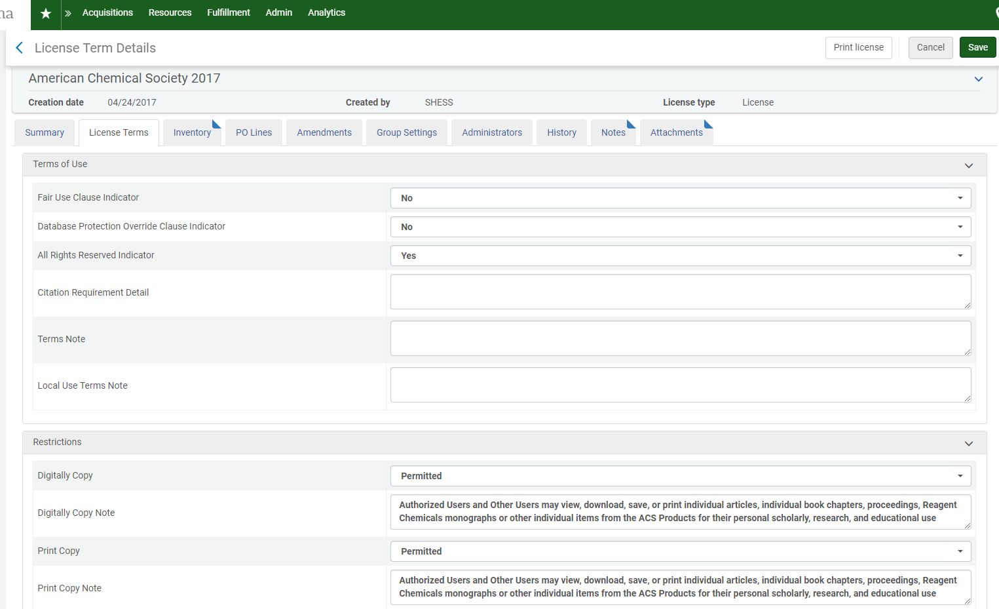 na
Acquisitions Resources Fulfillment Admin Analytics
License Term Details Print license Cancel Save
American Chemical Society 2017
Creation date 04/24/2017 Created by SHESS License type License
Summary License Terms Inventory PO Lines Amendments Group Settings Administrators History Notes Attachments
Terms of Use
Fair Use Clause Indicator No
Database Protection Override Clause Indicator No
All Rights Reserved Indicator Yes
Citation Requirement Detail
Terms Note
Local Use Terms Note
Restrictions
Digitally Copy Permitted
Digitally Copy Note
Authorized Users and Other Users may view, download, save, or print individual articles, individual book chapters, proceedings, Reagent
Chemicals monographs or other individual items from the ACS Products for their personal scholarly, research, and educational use
Print Copy Permitted
Print Copy Note
Authorized Users and Other Users may view, download, save, or print individual articles, individual book chapters, proceedings, Reagent
Chemicals monographs or other individual items from the ACS Products for their personal scholarly, research, and educational use